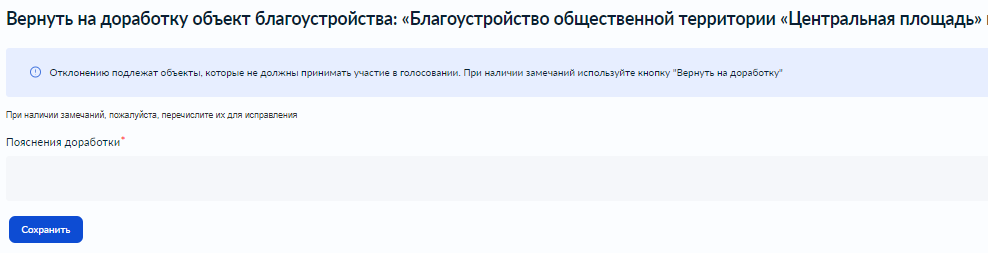 Вернуть на доработку объект благоустройства: «Благоустройство общественной территории «Центральная площадь»
Отклонению подлежат объекты, которые не должны принимать участие в голосовании. При наличии замечаний используйте кнопку "Вернуть на доработку"
При наличии замечаний, пожалуйста, перечислите их для исправления
Пояснения доработки*
Сохранить